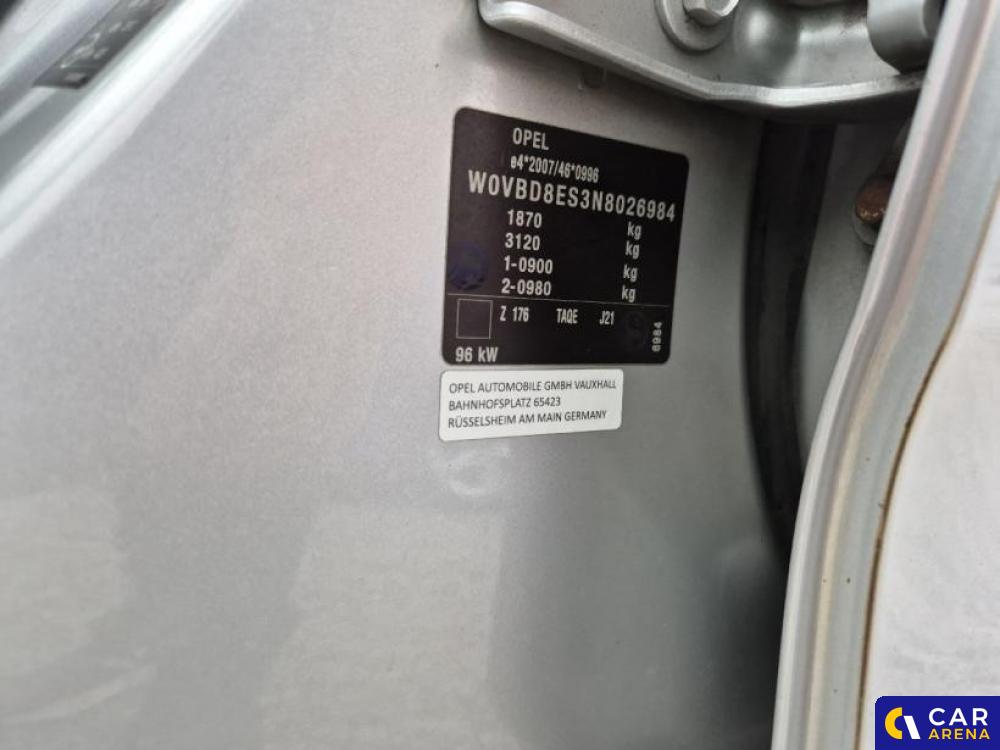 OPEL
e4*2007/46*0996
W0VBD8ES3N8026984
1870 kg
3120 kg
1-0900 kg
2-0980 kg
Z 176 TAQE J21
6984
96 kW
OPEL AUTOMOBILE GMBH VAUXHALL
BAHNHOFSPLATZ 65423
RÜSSELSHEIM AM MAIN GERMANY
CAR
ARENA